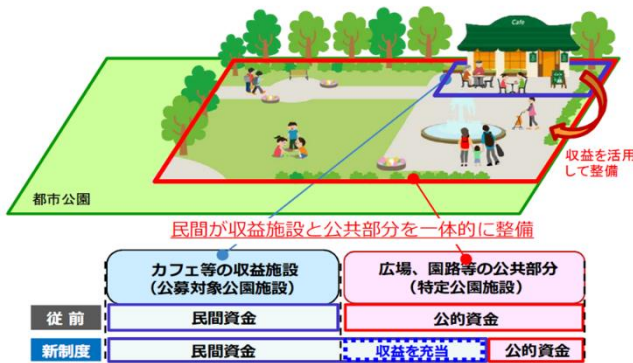 Cafe
収益を活用
して整備
都市公園
民間が収益施設と公共部分を一体的に整備
カフェ等の収益施設
(公募対象公園施設)
広場、園路等の公共部分
(特定公園施設)
従 前
民間資金
公的資金
新制度
民間資金
収益を充当
公的資金